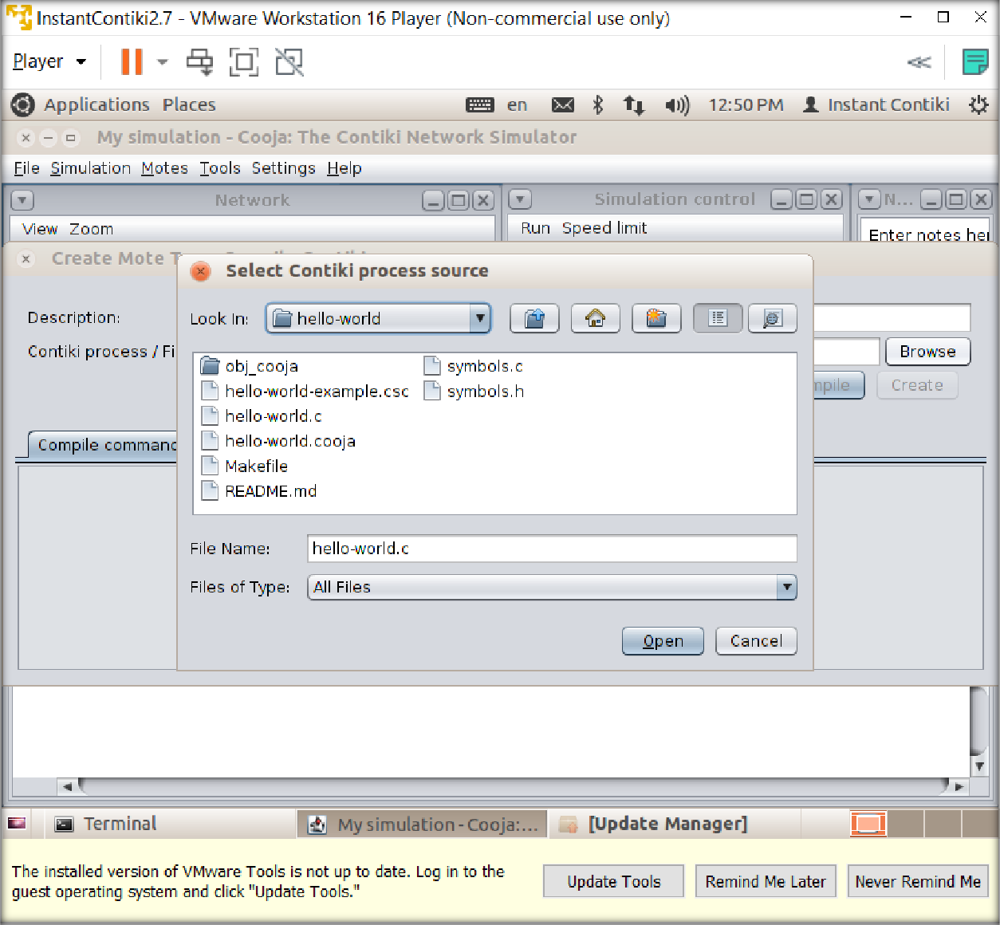 InstantContiki2.7 - VMware Workstation 16 Player (Non-commercial use only)
Player
Applications Places en 12:50 PM Instant Contiki
My simulation - Cooja: The Contiki Network Simulator
File Simulation Motes Tools Settings Help
Network Simulation control N...
View Zoom Run Speed limit
Enter notes her
Create Mote T
Select Contiki process source
Description:
Look In: hello-world
Contiki process / Fi Browse
obj_cooja symbols.c
hello-world-example.csc symbols.h
mpile Create
hello-world.c
hello-world.cooja
Compile command
Makefile
README.md
File Name: hello-world.c
Files of Type: All Files
Open Cancel
Terminal My simulation - Cooja:... [Update Manager]
The installed version of VMware Tools is not up to date. Log in to the
guest operating system and click "Update Tools."
Update Tools Remind Me Later Never Remind Me